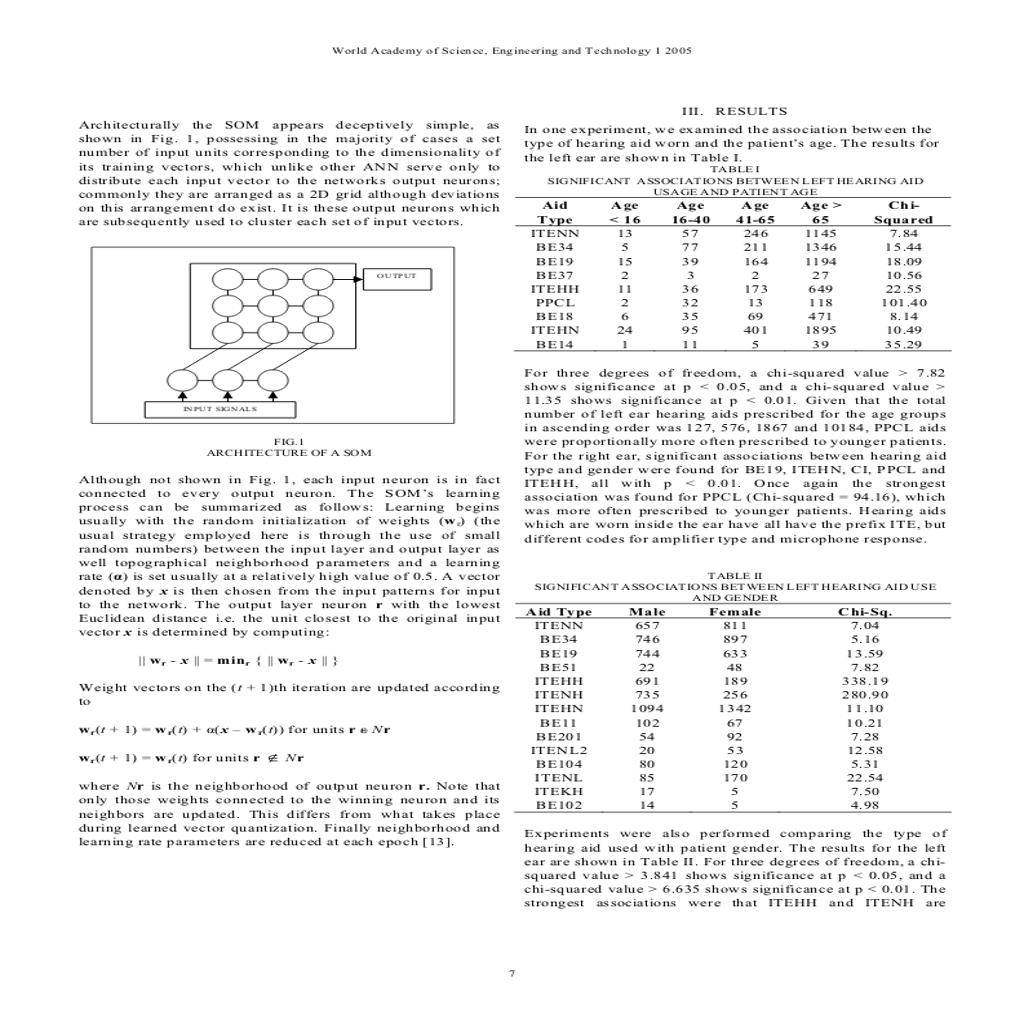 World Academy of Science, Engineering and Technology 1 2005
Architecturally the SOM appears deceptively simple, as
shown in Fig. 1, possessing in the majority of cases a set
number of input units corresponding to the dimensionality of
its training vectors, which unlike other ANN serve only to
distribute each input vector to the networks output neurons;
commonly they are arranged as a 2D grid although deviations
on this arrangement do exist. It is these output neurons which
are subsequently used to cluster each set of input vectors.
OUTPUT
INPUT SIGNALS
FIG.1
ARCHITECTURE OF A SOM
Although not shown in Fig. 1, each input neuron is in fact
connected to every output neuron. The SOM's learning
process can be summarized as follows: Learning begins
usually with the random initialization of weights (wᵣ) (the
usual strategy employed here is through the use of small
random numbers) between the input layer and output layer as
well topographical neighborhood parameters and a learning
rate (α) is set usually at a relatively high value of 0.5. A vector
denoted by x is then chosen from the input patterns for input
to the network. The output layer neuron r with the lowest
Euclidean distance i.e. the unit closest to the original input
vector x is determined by computing:
|| wᵣ - x || = minᵣ { || wᵣ - x || }
Weight vectors on the (t + 1)th iteration are updated according
to
wᵣ(t + 1) = wᵣ(t) + α(x – wᵣ(t)) for units r ∈ Nr
wᵣ(t + 1) = wᵣ(t) for units r ∉ Nr
where Nr is the neighborhood of output neuron r. Note that
only those weights connected to the winning neuron and its
neighbors are updated. This differs from what takes place
during learned vector quantization. Finally neighborhood and
learning rate parameters are reduced at each epoch [13].
III. RESULTS
In one experiment, we examined the association between the
type of hearing aid worn and the patient's age. The results for
the left ear are shown in Table I.
TABLE I
SIGNIFICANT ASSOCIATIONS BETWEEN LEFT HEARING AID
USAGE AND PATIENT AGE
Aid Age Age Age Age > Chi-
Type < 16 16-40 41-65 65 Squared
ITENN 13 57 246 1145 7.84
BE34 5 77 211 1346 15.44
BE19 15 39 164 1194 18.09
BE37 2 3 2 27 10.56
ITEHH 11 36 173 649 22.55
PPCL 2 32 13 118 101.40
BE18 6 35 69 471 8.14
ITEHN 24 95 401 1895 10.49
BE14 1 11 5 39 35.29
For three degrees of freedom, a chi-squared value > 7.82
shows significance at p < 0.05, and a chi-squared value >
11.35 shows significance at p < 0.01. Given that the total
number of left ear hearing aids prescribed for the age groups
in ascending order was 127, 576, 1867 and 10184, PPCL aids
were proportionally more often prescribed to younger patients.
For the right ear, significant associations between hearing aid
type and gender were found for BE19, ITEHN, CI, PPCL and
ITEHH, all with p < 0.01. Once again the strongest
association was found for PPCL (Chi-squared = 94.16), which
was more often prescribed to younger patients. Hearing aids
which are worn inside the ear have all have the prefix ITE, but
different codes for amplifier type and microphone response.
TABLE II
SIGNIFICANT ASSOCIATIONS BETWEEN LEFT HEARING AID USE
AND GENDER
Aid Type Male Female Chi-Sq.
ITENN 657 811 7.04
BE34 746 897 5.16
BE19 744 633 13.59
BE51 22 48 7.82
ITEHH 691 189 338.19
ITENH 735 256 280.90
ITEHN 1094 1342 11.10
BE11 102 67 10.21
BE201 54 92 7.28
ITENL2 20 53 12.58
BE104 80 120 5.31
ITENL 85 170 22.54
ITEKH 17 5 7.50
BE102 14 5 4.98
Experiments were also performed comparing the type of
hearing aid used with patient gender. The results for the left
ear are shown in Table II. For three degrees of freedom, a chi-
squared value > 3.841 shows significance at p < 0.05, and a
chi-squared value > 6.635 shows significance at p < 0.01. The
strongest associations were that ITEHH and ITENH are
7